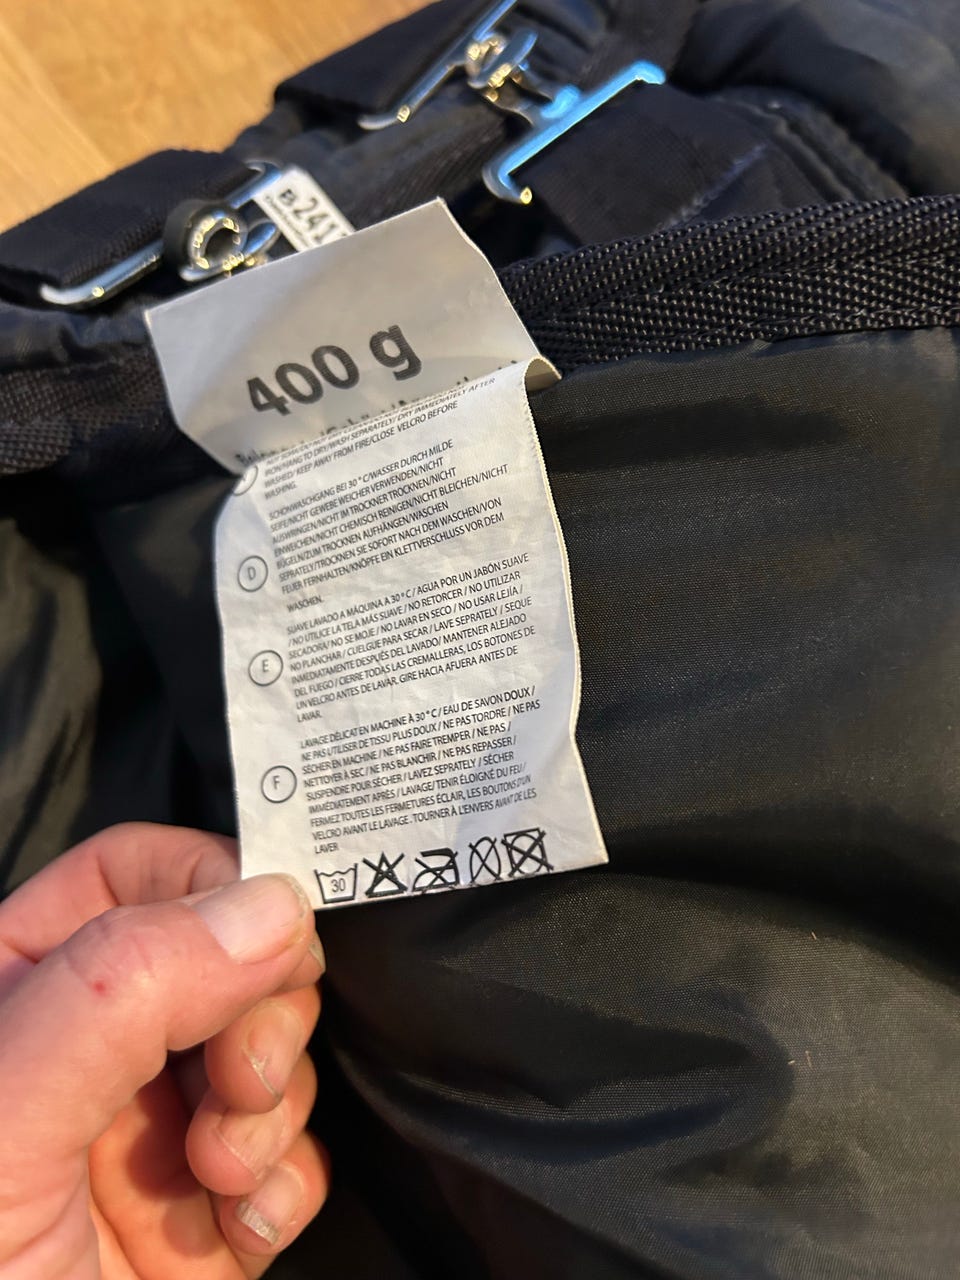 B 241
400 g
IRON/HANG TO DRY/WASH SEPARATELY/DRY IMMEDIATELY AFTER
WASHED/ KEEP AWAY FROM FIRE/CLOSE VELCRO BEFORE
WASHING.
D
SCHONWASCHGANG BEI 30 °C/WASSER DURCH MILDE
SEIFE/NICHT GEWEBE WEICHER VERWENDEN/NICHT
AUSWRINGEN/NICHT IM TROCKNER TROCKNEN/NICHT
EINWEICHEN/NICHT CHEMISCH REINIGEN/NICHT BLEICHEN/NICHT
BÜGELN/ZUM TROCKNEN AUFHÄNGEN/WASCHEN
SEPRATELY/TROCKNEN SIE SOFORT NACH DEM WASCHEN/VON
FEUER FERNHALTEN/KNÖPFE EIN KLETTVERSCHLUSS VOR DEM
WASCHEN.
E
SUAVE LAVADO A MÁQUINA A 30 °C / AGUA POR UN JABÓN SUAVE
/ NO UTILICE LA TELA MÁS SUAVE / NO RETORCER / NO UTILIZAR
SECADORA/ NO SE MOJE / NO LAVAR EN SECO / NO USAR LEJÍA /
NO PLANCHAR / CUELGUE PARA SECAR / LAVE SEPRATELY / SEQUE
INMEDIATAMENTE DESPUÉS DEL LAVADO/ MANTENER ALEJADO
DEL FUEGO / CIERRE TODAS LAS CREMALLERAS, LOS BOTONES DE
UN VELCRO ANTES DE LAVAR. GIRE HACIA AFUERA ANTES DE
LAVAR.
F
LAVAGE DÉLICAT EN MACHINE À 30 °C / EAU DE SAVON DOUX /
NE PAS UTILISER DE TISSU PLUS DOUX / NE PAS TORDRE / NE PAS
SÉCHER EN MACHINE / NE PAS FAIRE TREMPER / NE PAS /
NETTOYER À SEC / NE PAS BLANCHIR / NE PAS REPASSER /
SUSPENDRE POUR SÉCHER / LAVEZ SEPRATELY / SÉCHER
IMMÉDIATEMENT APRÈS / LAVAGE/ TENIR ÉLOIGNÉ DU FEU /
FERMEZ TOUTES LES FERMETURES ÉCLAIR, LES BOUTONS D'UN
VELCRO AVANT LE LAVAGE . TOURNER À L'ENVERS AVANT DE LES
LAVER
30